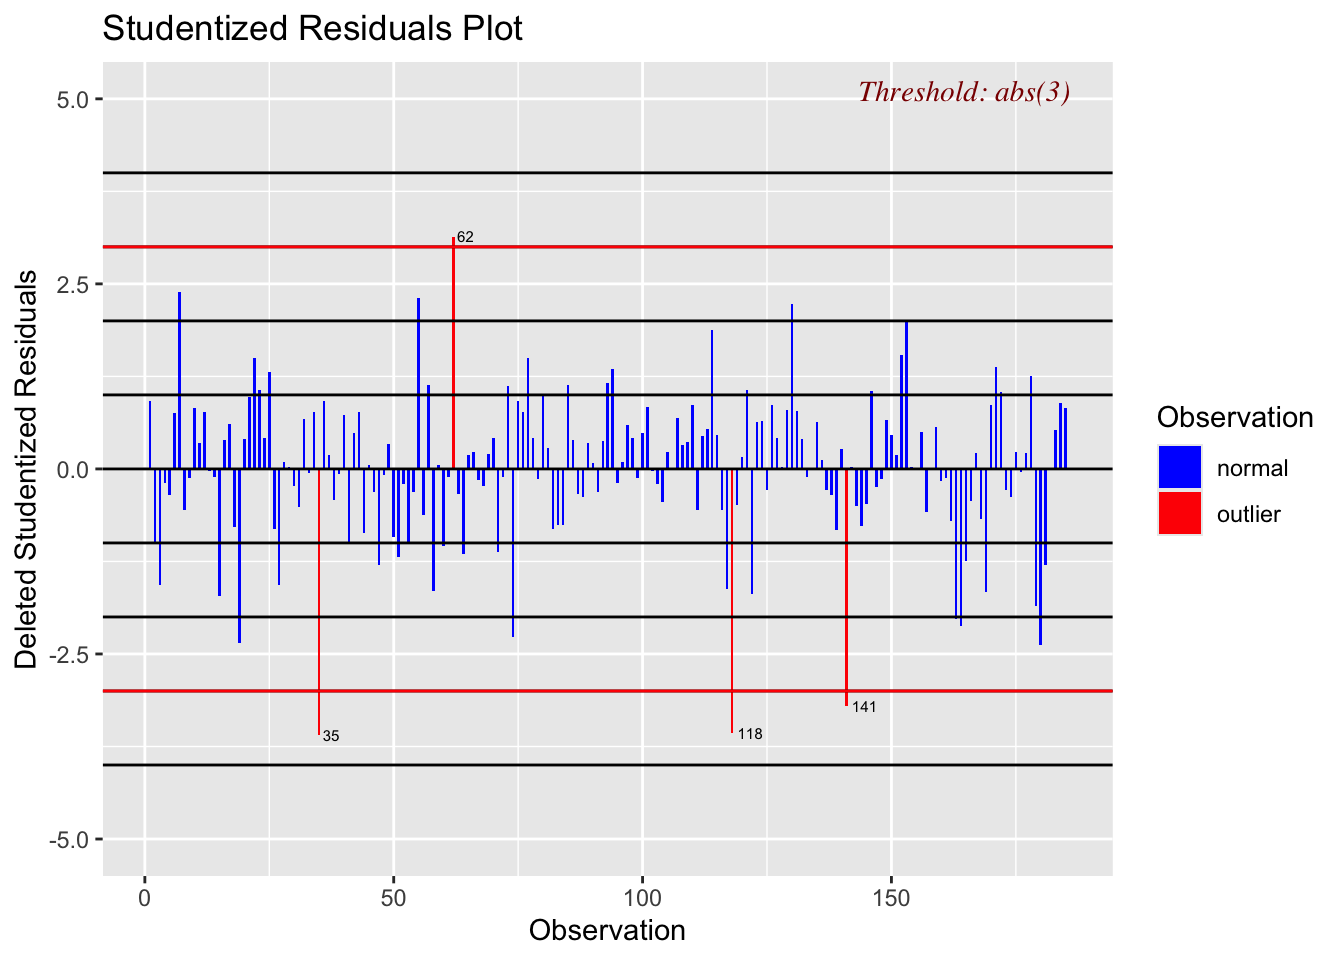 Studentized Residuals Plot
Threshold: abs(3)
5.0
2.5
0.0
-2.5
-5.0
Deleted Studentized Residuals
62
35
118
141
0
50
100
150
Observation
Observation
normal
outlier